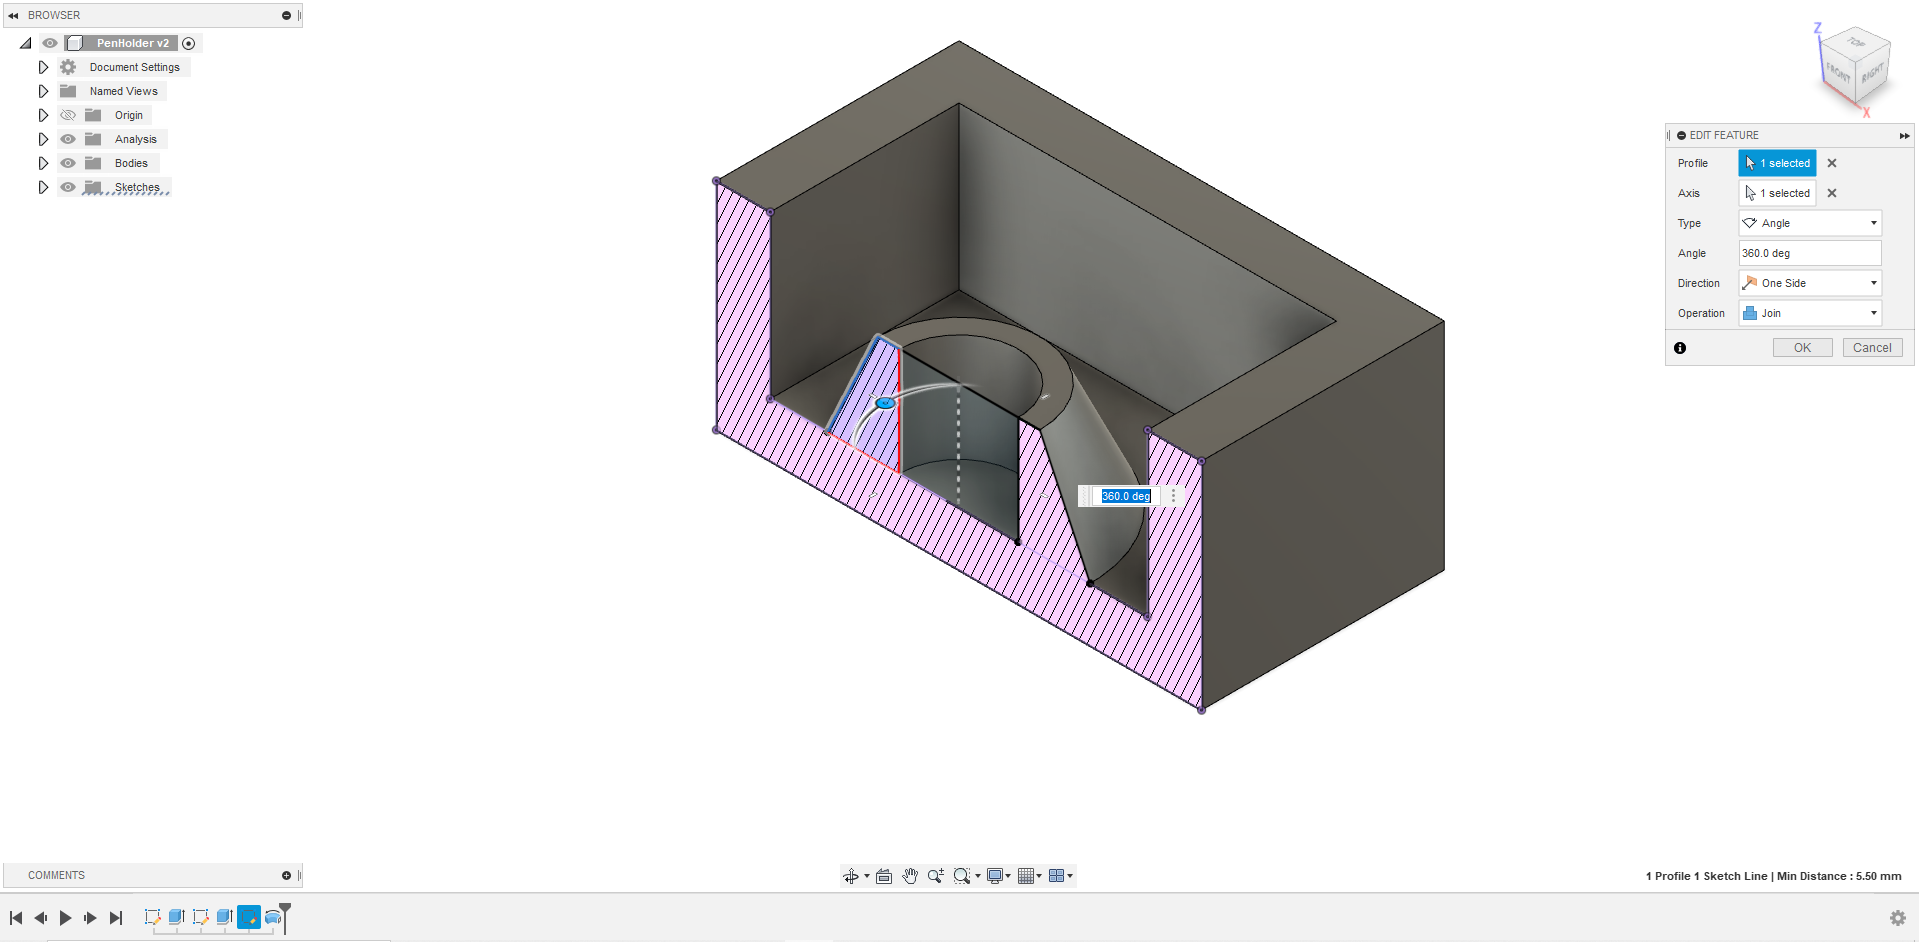 BROWSER
PenHolder v2
Document Settings
Named Views
Origin
Analysis
Bodies
Sketches
Z
TOP
FRONT
RIGHT
X
EDIT FEATURE
Profile 1 selected
Axis 1 selected
Type Angle
Angle 360.0 deg
Direction One Side
Operation Join
OK Cancel
360.0 deg
COMMENTS
1 Profile 1 Sketch Line | Min Distance : 5.50 mm